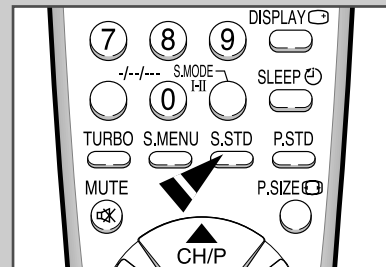 DISPLAY
7 8 9
-/--/--- S.MODE SLEEP
I-II
0
TURBO S.MENU S.STD P.STD
MUTE P.SIZE
CH/P